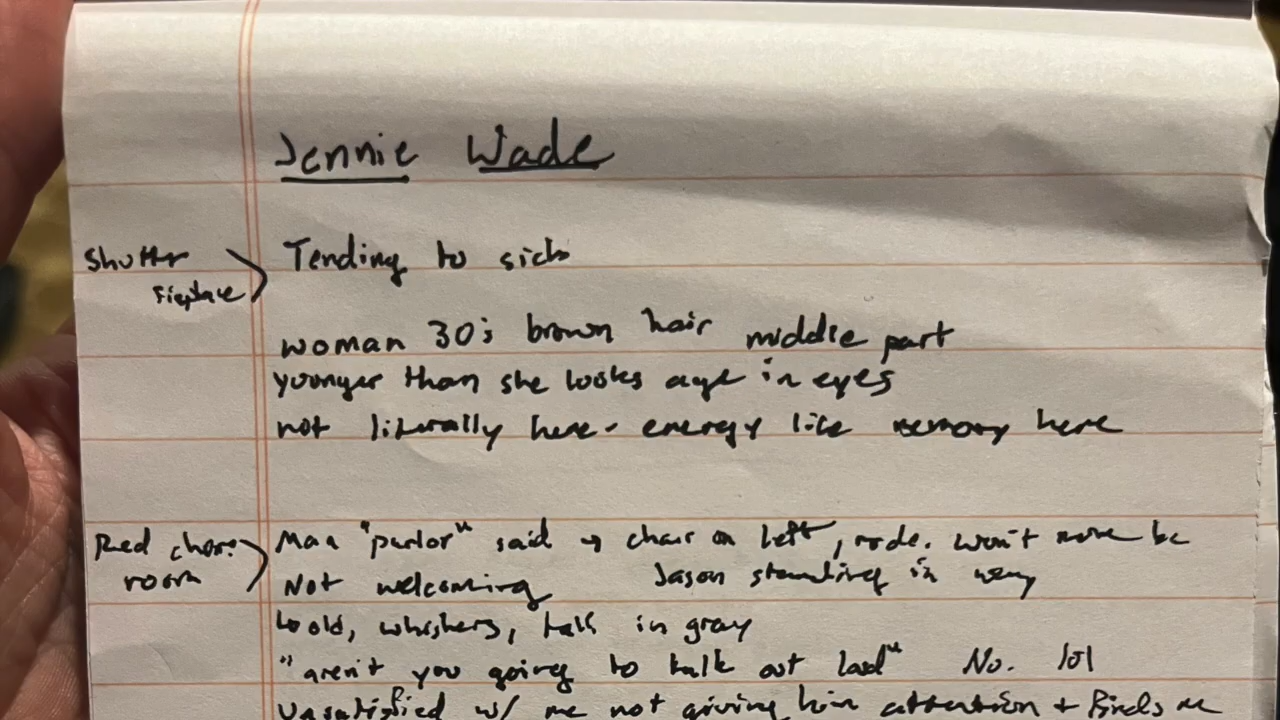 Jennie Wade
Shutter
fireplace
Tending to sick
woman 30's brown hair middle part
younger than she looks age in eyes
not literally here - energy like memory here
Red chair
room
Man "parlor" said → chair on left, rude. won't move bc
Not welcoming Jason standing in way
old, whiskers, tall in gray
"aren't you going to talk out loud" No. lol
Unsatisfied w/ me not giving him attention + finds me